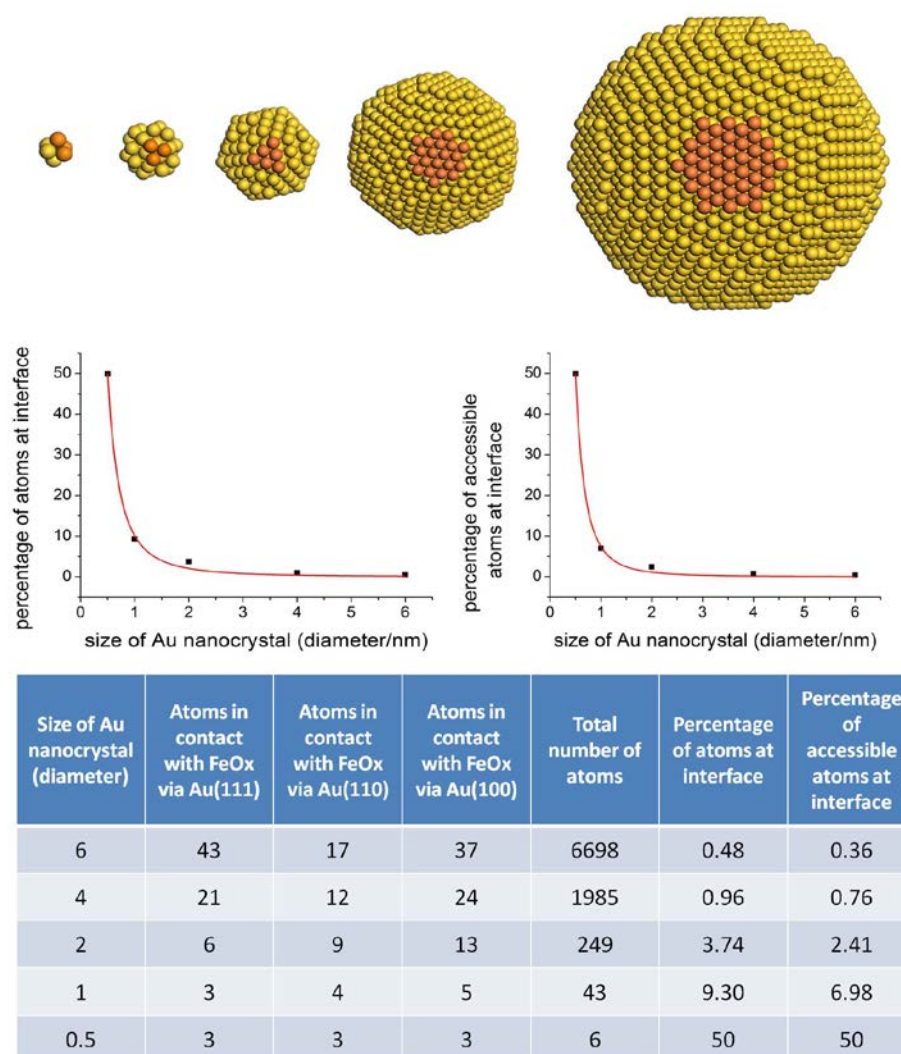 percentage of atoms at interface
50
40
30
20
10
0
0 1 2 3 4 5 6
size of Au nanocrystal (diameter/nm)
percentage of accessible
atoms at interface
50
40
30
20
10
0
0 1 2 3 4 5 6
size of Au nanocrystal (diameter/nm)
Size of Au
nanocrystal
(diameter)
Atoms in
contact
with FeOx
via Au(111)
Atoms in
contact
with FeOx
via Au(110)
Atoms in
contact
with FeOx
via Au(100)
Total
number of
atoms
Percentage
of atoms at
interface
Percentage
of
accessible
atoms at
interface
6 43 17 37 6698 0.48 0.36
4 21 12 24 1985 0.96 0.76
2 6 9 13 249 3.74 2.41
1 3 4 5 43 9.30 6.98
0.5 3 3 3 6 50 50